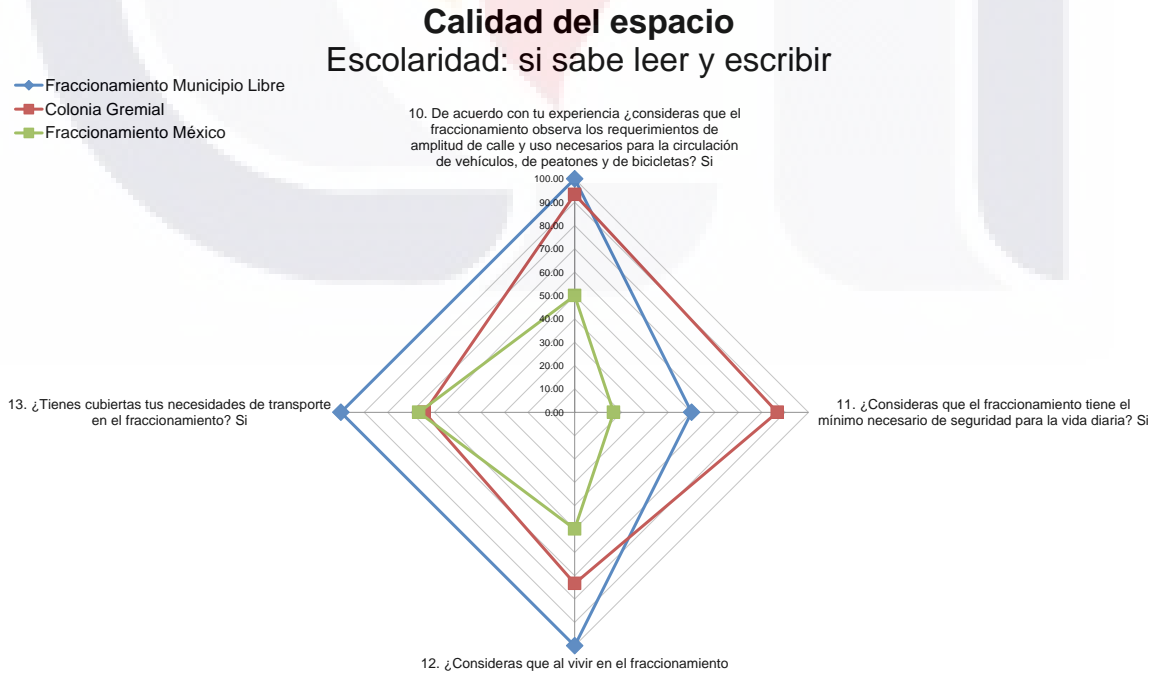 Calidad del espacio
Escolaridad: si sabe leer y escribir
Fraccionamiento Municipio Libre
Colonia Gremial
Fraccionamiento México
10. De acuerdo con tu experiencia ¿consideras que el
fraccionamiento observa los requerimientos de
amplitud de calle y uso necesarios para la circulación
de vehículos, de peatones y de bicicletas? Si
100.00
90.00
80.00
70.00
60.00
50.00
40.00
30.00
20.00
10.00
0.00
13. ¿Tienes cubiertas tus necesidades de transporte
en el fraccionamiento? Si
11. ¿Consideras que el fraccionamiento tiene el
mínimo necesario de seguridad para la vida diaria? Si
12. ¿Consideras que al vivir en el fraccionamiento